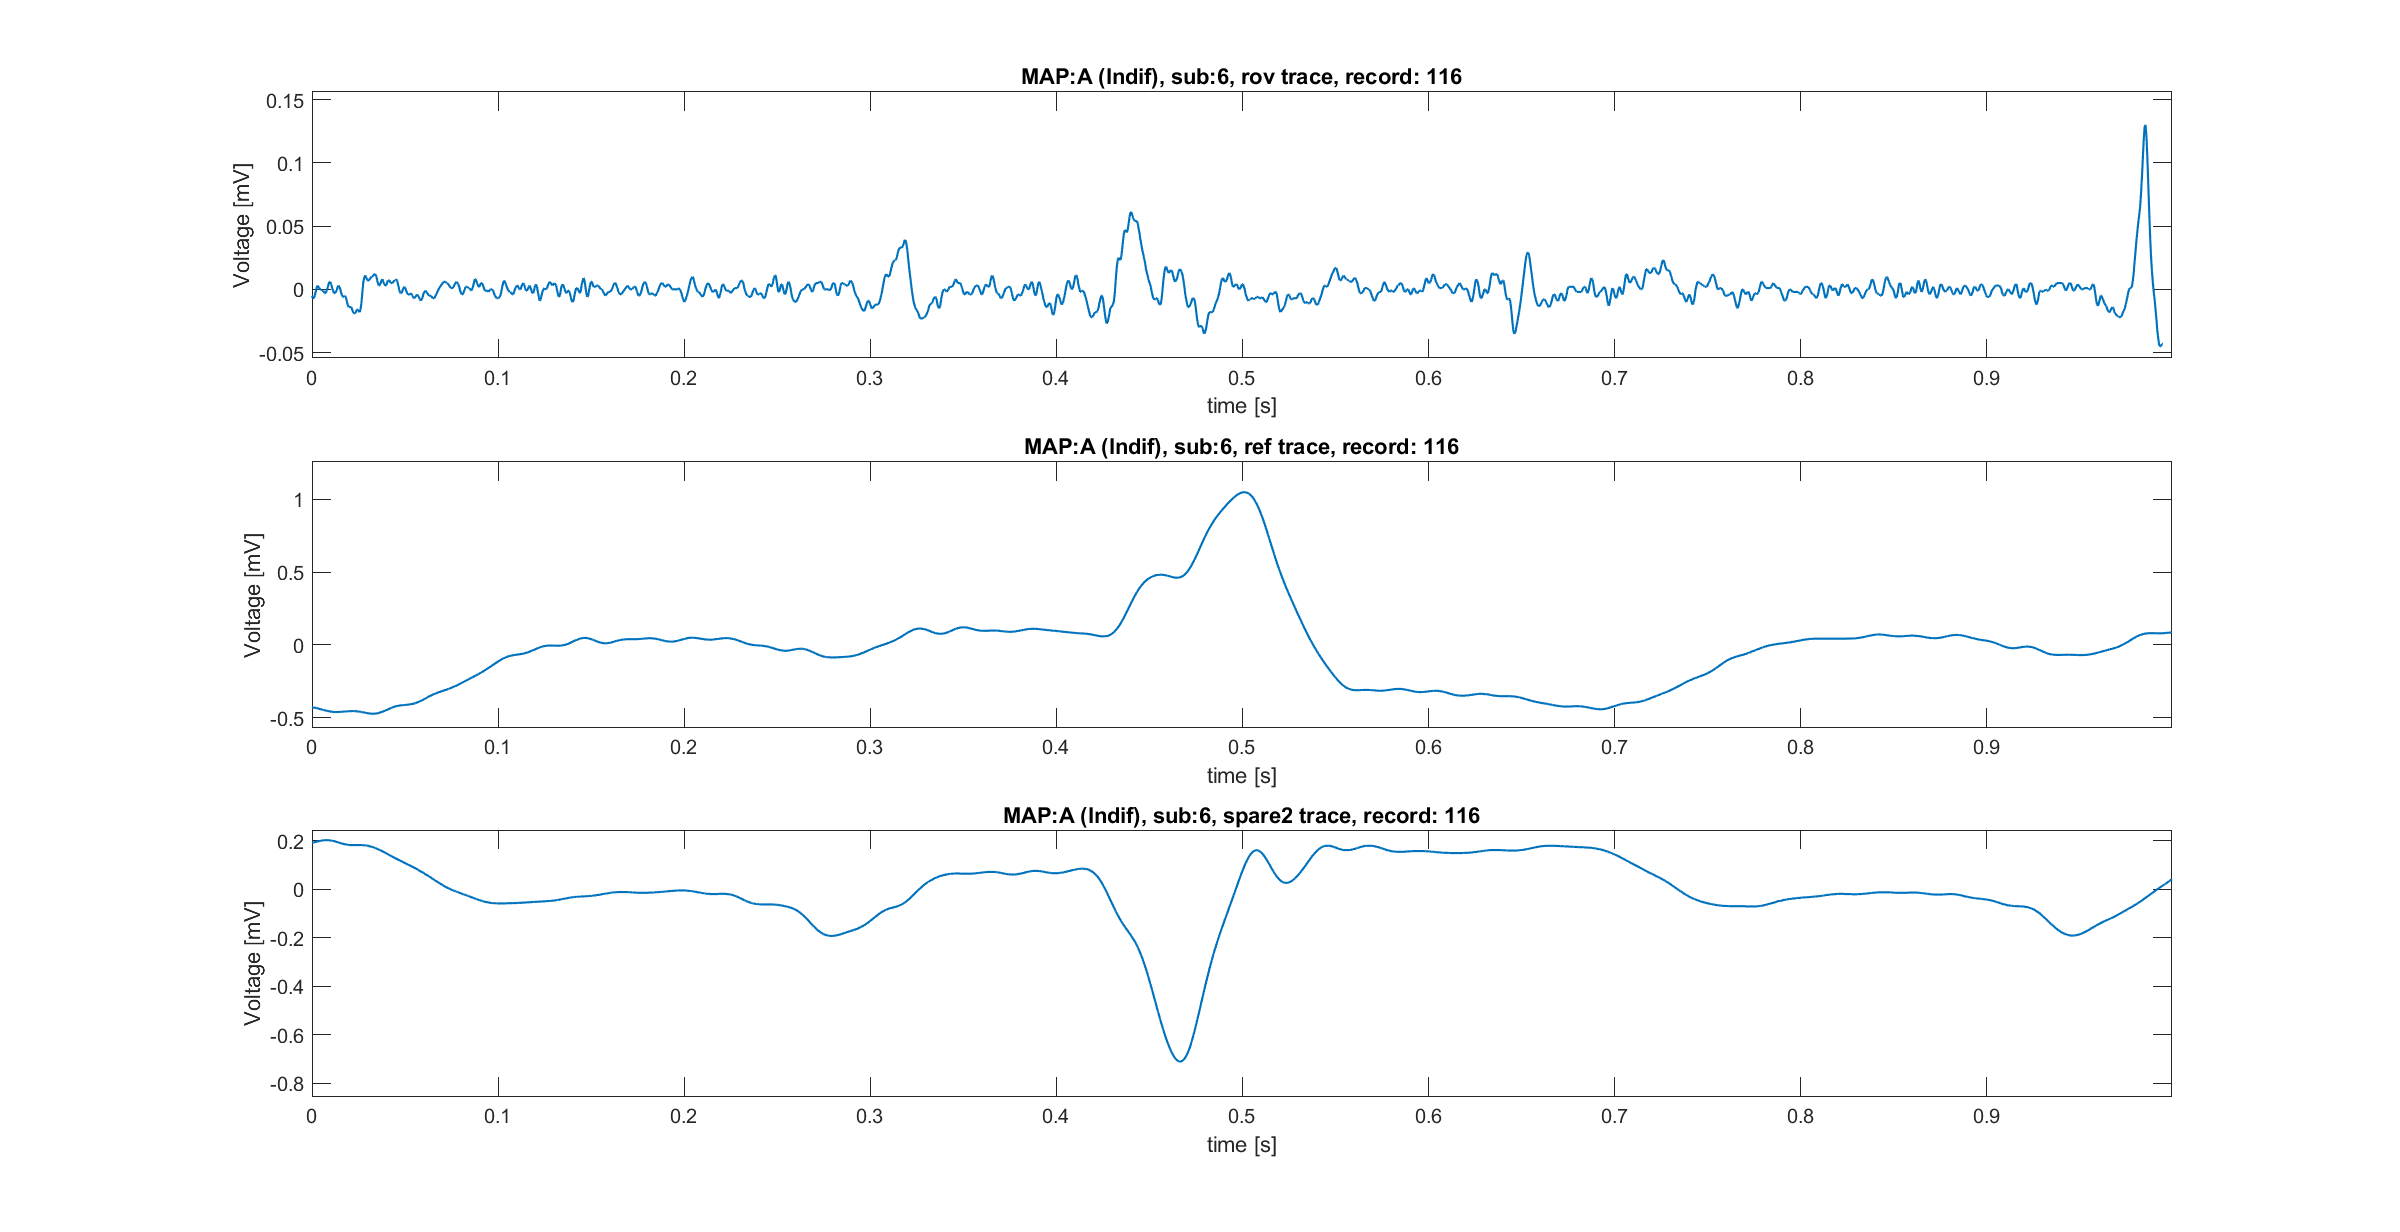 MAP:A (Indif), sub:6, rov trace, record: 116
Voltage [mV]
0.15
0.1
0.05
0
-0.05
0 0.1 0.2 0.3 0.4 0.5 0.6 0.7 0.8 0.9
time [s]
MAP:A (Indif), sub:6, ref trace, record: 116
Voltage [mV]
1
0.5
0
-0.5
0 0.1 0.2 0.3 0.4 0.5 0.6 0.7 0.8 0.9
time [s]
MAP:A (Indif), sub:6, spare2 trace, record: 116
Voltage [mV]
0.2
0
-0.2
-0.4
-0.6
-0.8
0 0.1 0.2 0.3 0.4 0.5 0.6 0.7 0.8 0.9
time [s]